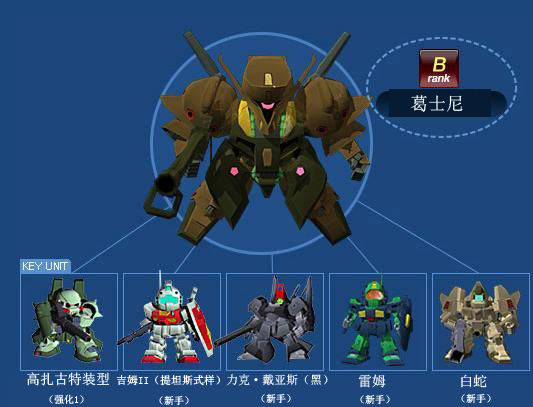 B
rank
葛士尼
KEY UNIT
高扎古特装型
(强化1)
吉姆II（提坦斯式样）
(新手)
力克·戴亚斯（黑）
(新手)
雷姆
(新手)
白蛇
(新手)